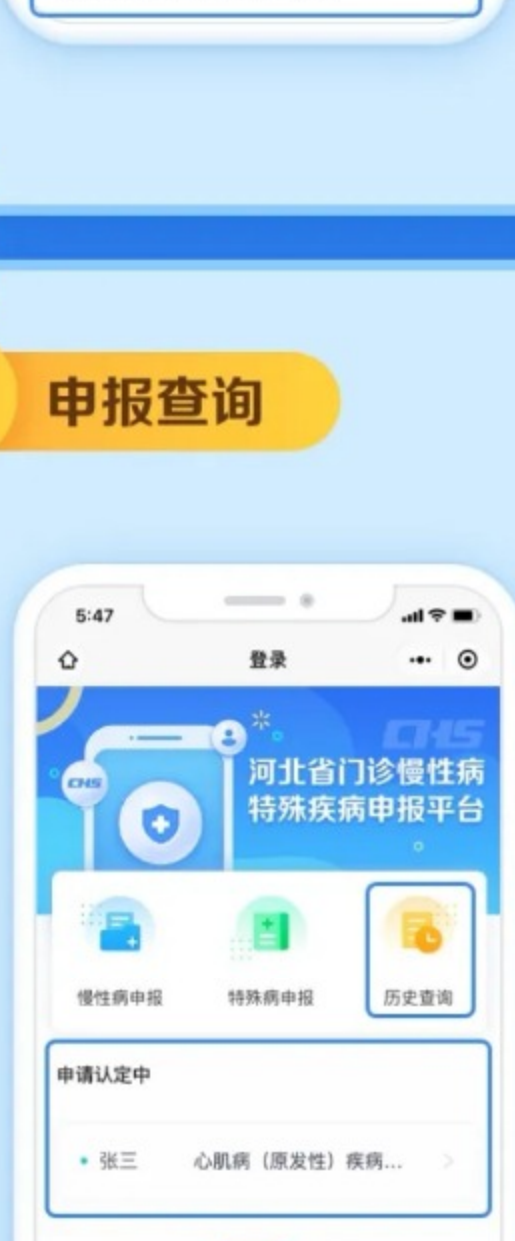 申报查询
5:47
登录
CHS
CHS
河北省门诊慢性病
特殊疾病申报平台
慢性病申报
特殊病申报
历史查询
申请认定中
张三 心肌病（原发性）疾病...